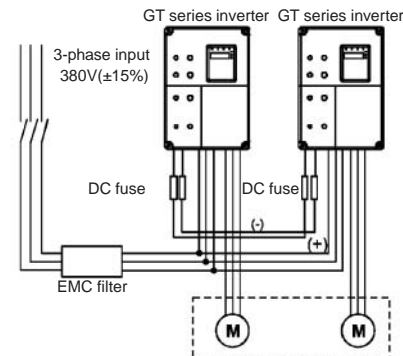 GT series inverter GT series inverter
3-phase input
380V(±15%)
DC fuse DC fuse
(-)
(+)
EMC filter
M M